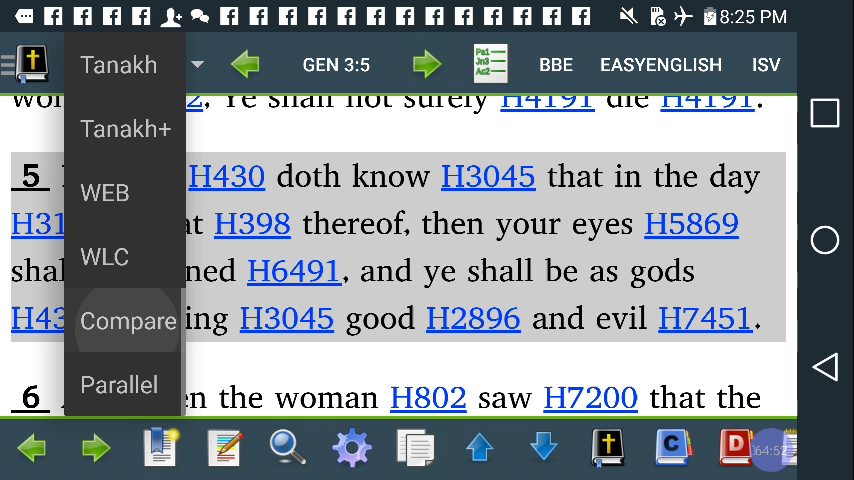 8:25 PM
Tanakh
GEN 3:5
Ps1
Jn3
Ac2
BBE
EASYENGLISH
ISV
2, Ye shall not surely H4191 die H4191.
Tanakh+
5 H430 doth know H3045 that in the day
WEB
H31 at H398 thereof, then your eyes H5869
WLC
shal ned H6491, and ye shall be as gods
Compare
H43 ing H3045 good H2896 and evil H7451.
Parallel
6 en the woman H802 saw H7200 that the
C
D
64:52